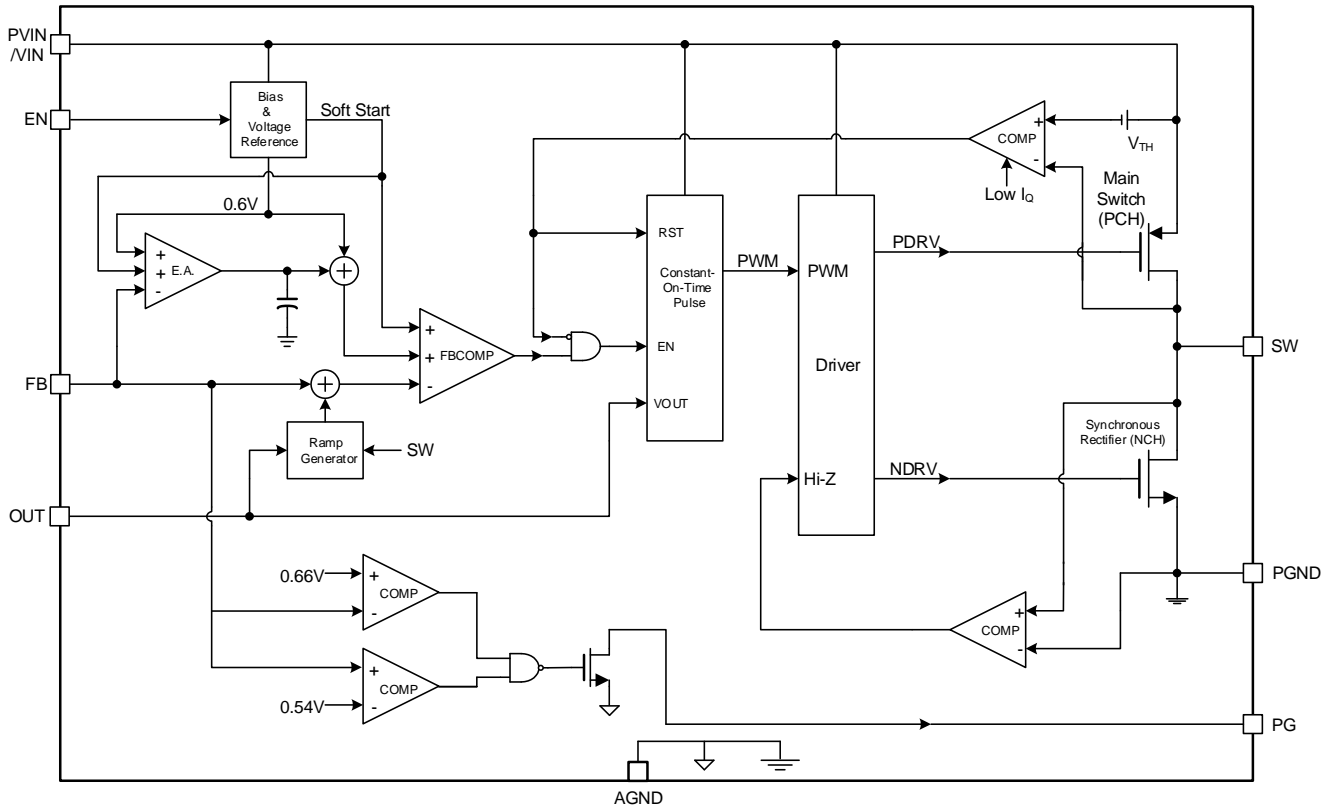 PVIN
/VIN
EN
Bias
&
Voltage
Reference
Soft Start
+
COMP
-
VTH
Low IQ
Main
Switch
(PCH)
0.6V
+
+
-
E.A.
+
RST
Constant-
On-Time
Pulse
PWM
PWM
PDRV
+
+
-
FBCOMP
EN
Driver
SW
FB
+
VOUT
Ramp
Generator
SW
Synchronous
Rectifier (NCH)
Hi-Z
NDRV
OUT
0.66V
+
-
COMP
PGND
+
-
COMP
+
-
COMP
0.54V
PG
AGND